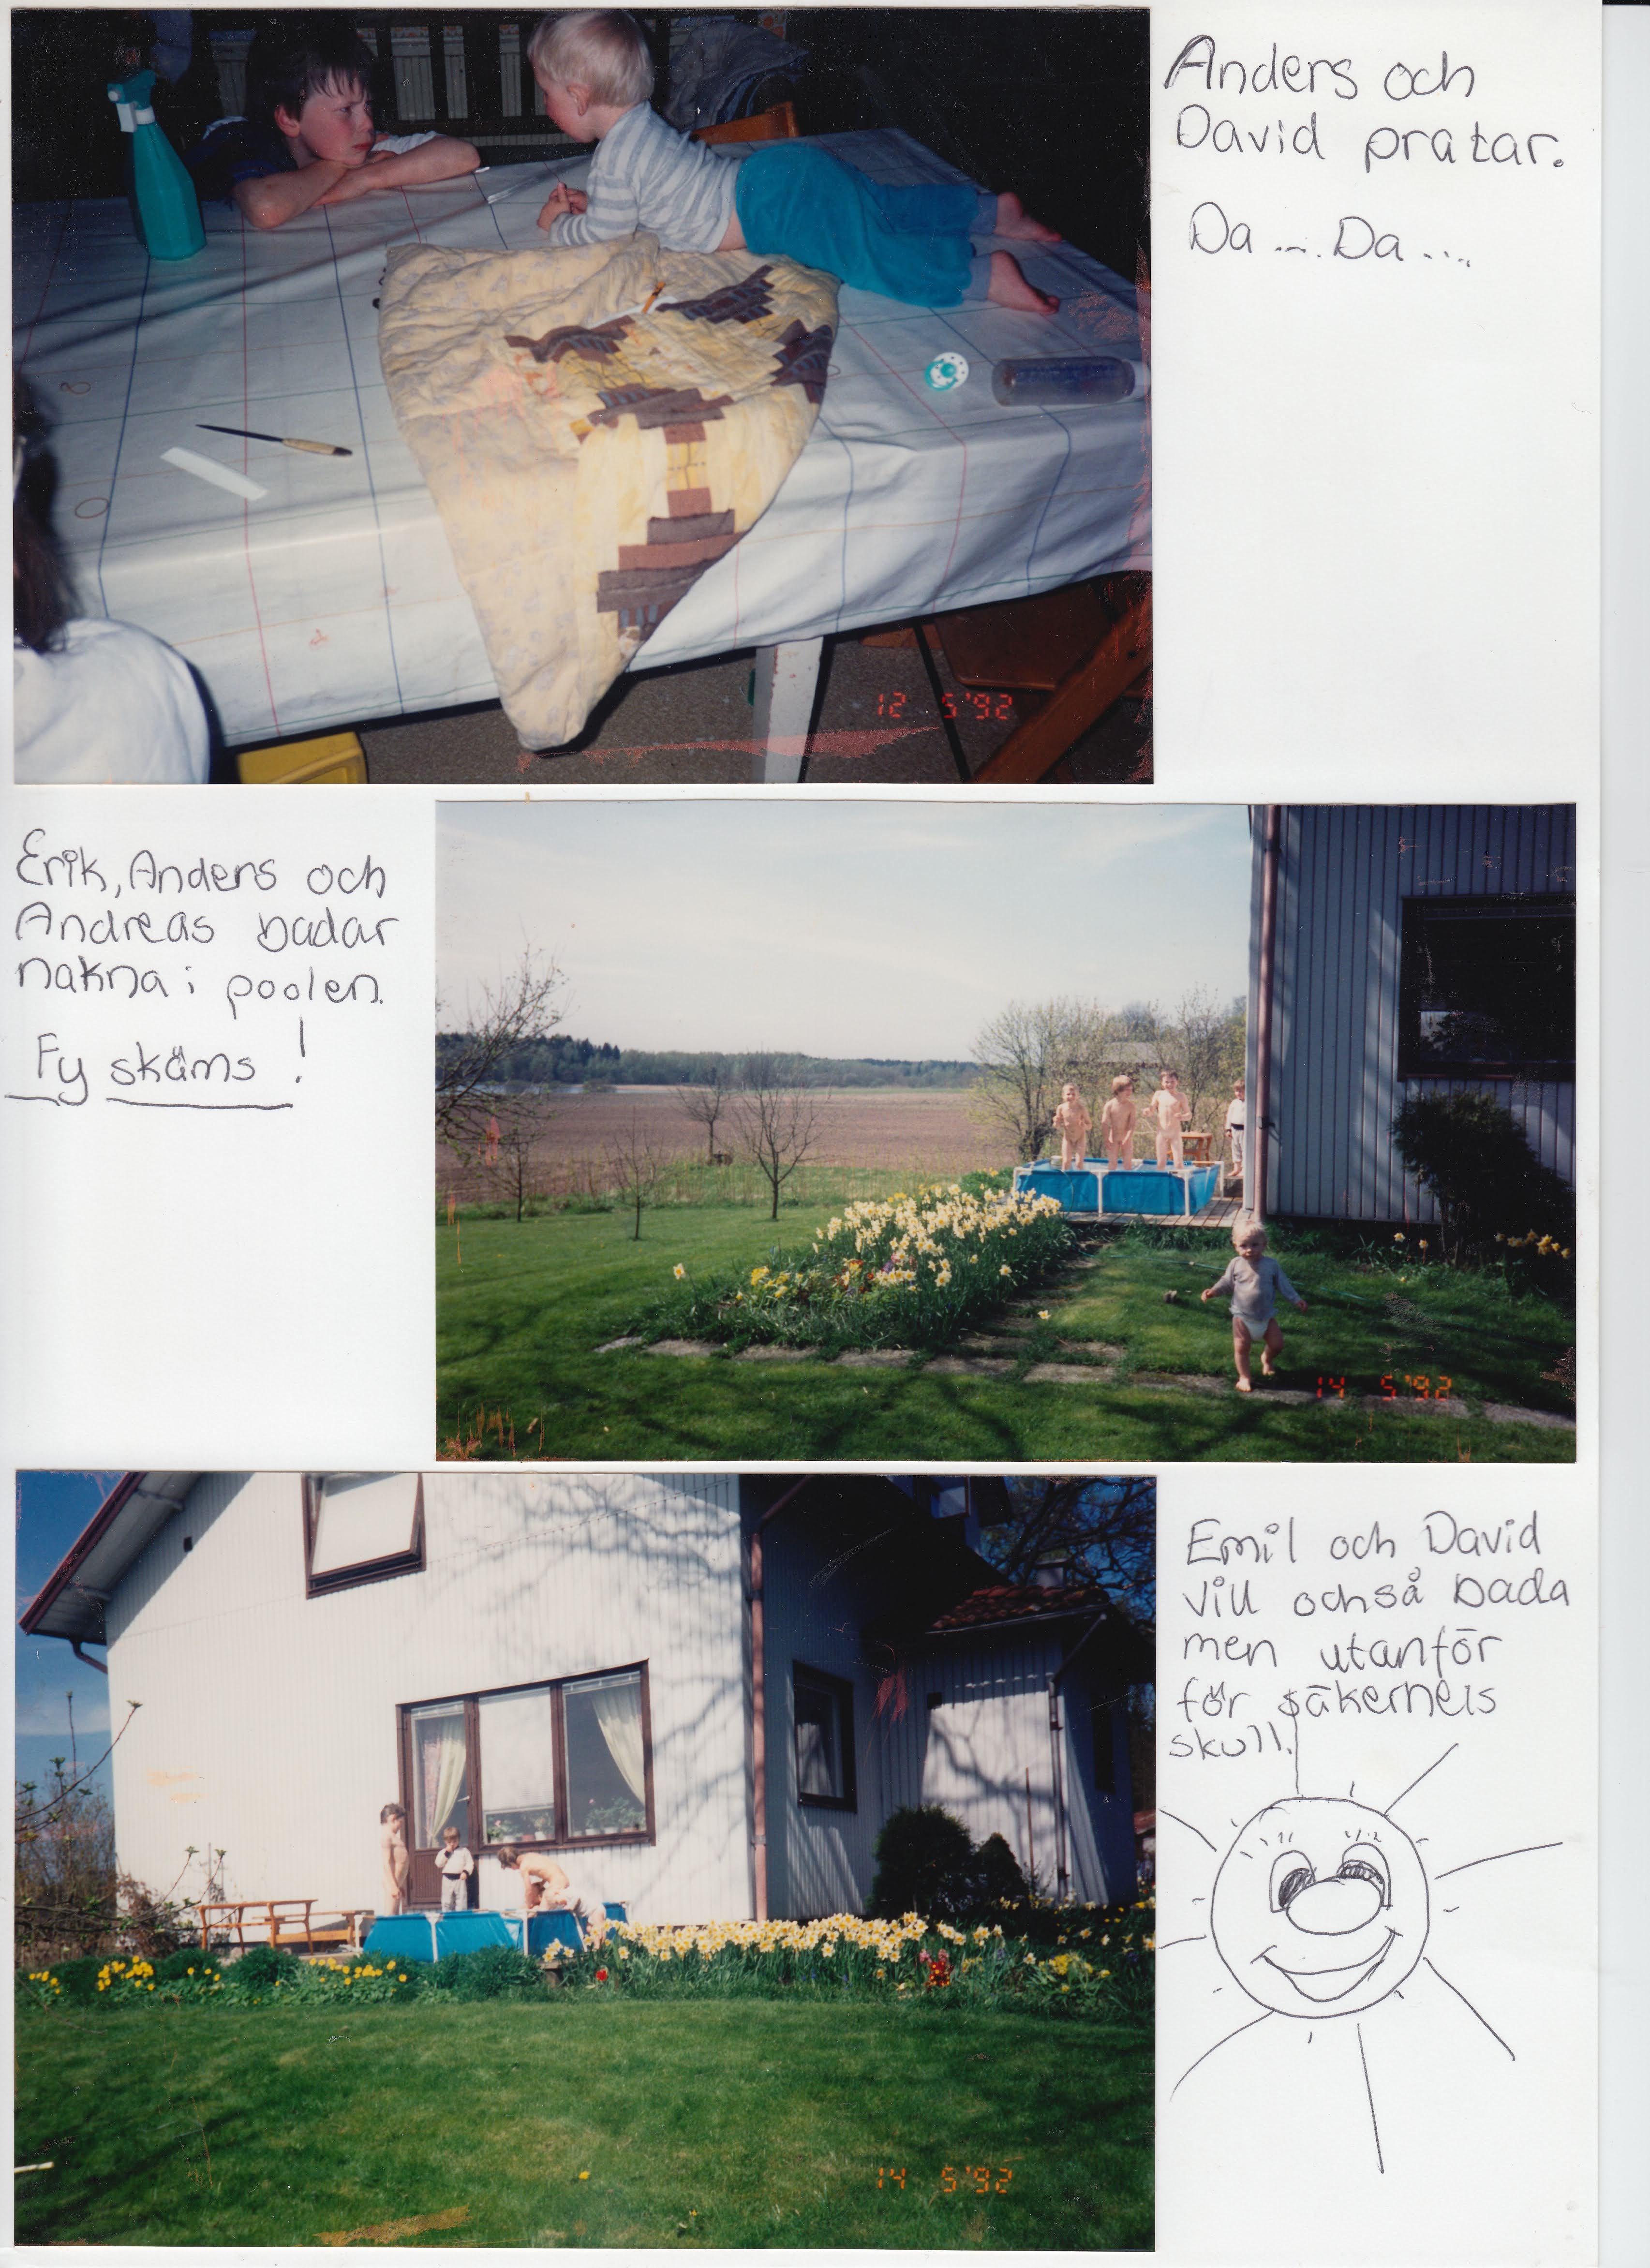 Anders och
David pratar.
Da.... Da....
12 5'92
Erik, Anders och
Andreas badar
nakna i poolen.
Fy skäms!
14 5'92
Emil och David
vill ochså bada
men utanför
för säkerhets
skull.
14 5'92